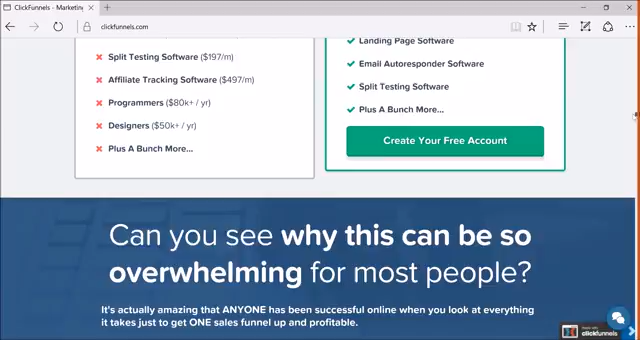 ClickFunnels - Marketing
clickfunnels.com
Split Testing Software ($197/m)
Affiliate Tracking Software ($497/m)
Programmers ($80k+ / yr)
Designers ($50k+ / yr)
Plus A Bunch More...
Landing Page Software
Email Autoresponder Software
Split Testing Software
Plus A Bunch More...
Create Your Free Account
Can you see why this can be so
overwhelming for most people?
It's actually amazing that ANYONE has been successful online when you look at everything
it takes just to get ONE sales funnel up and profitable.
clickfunnels